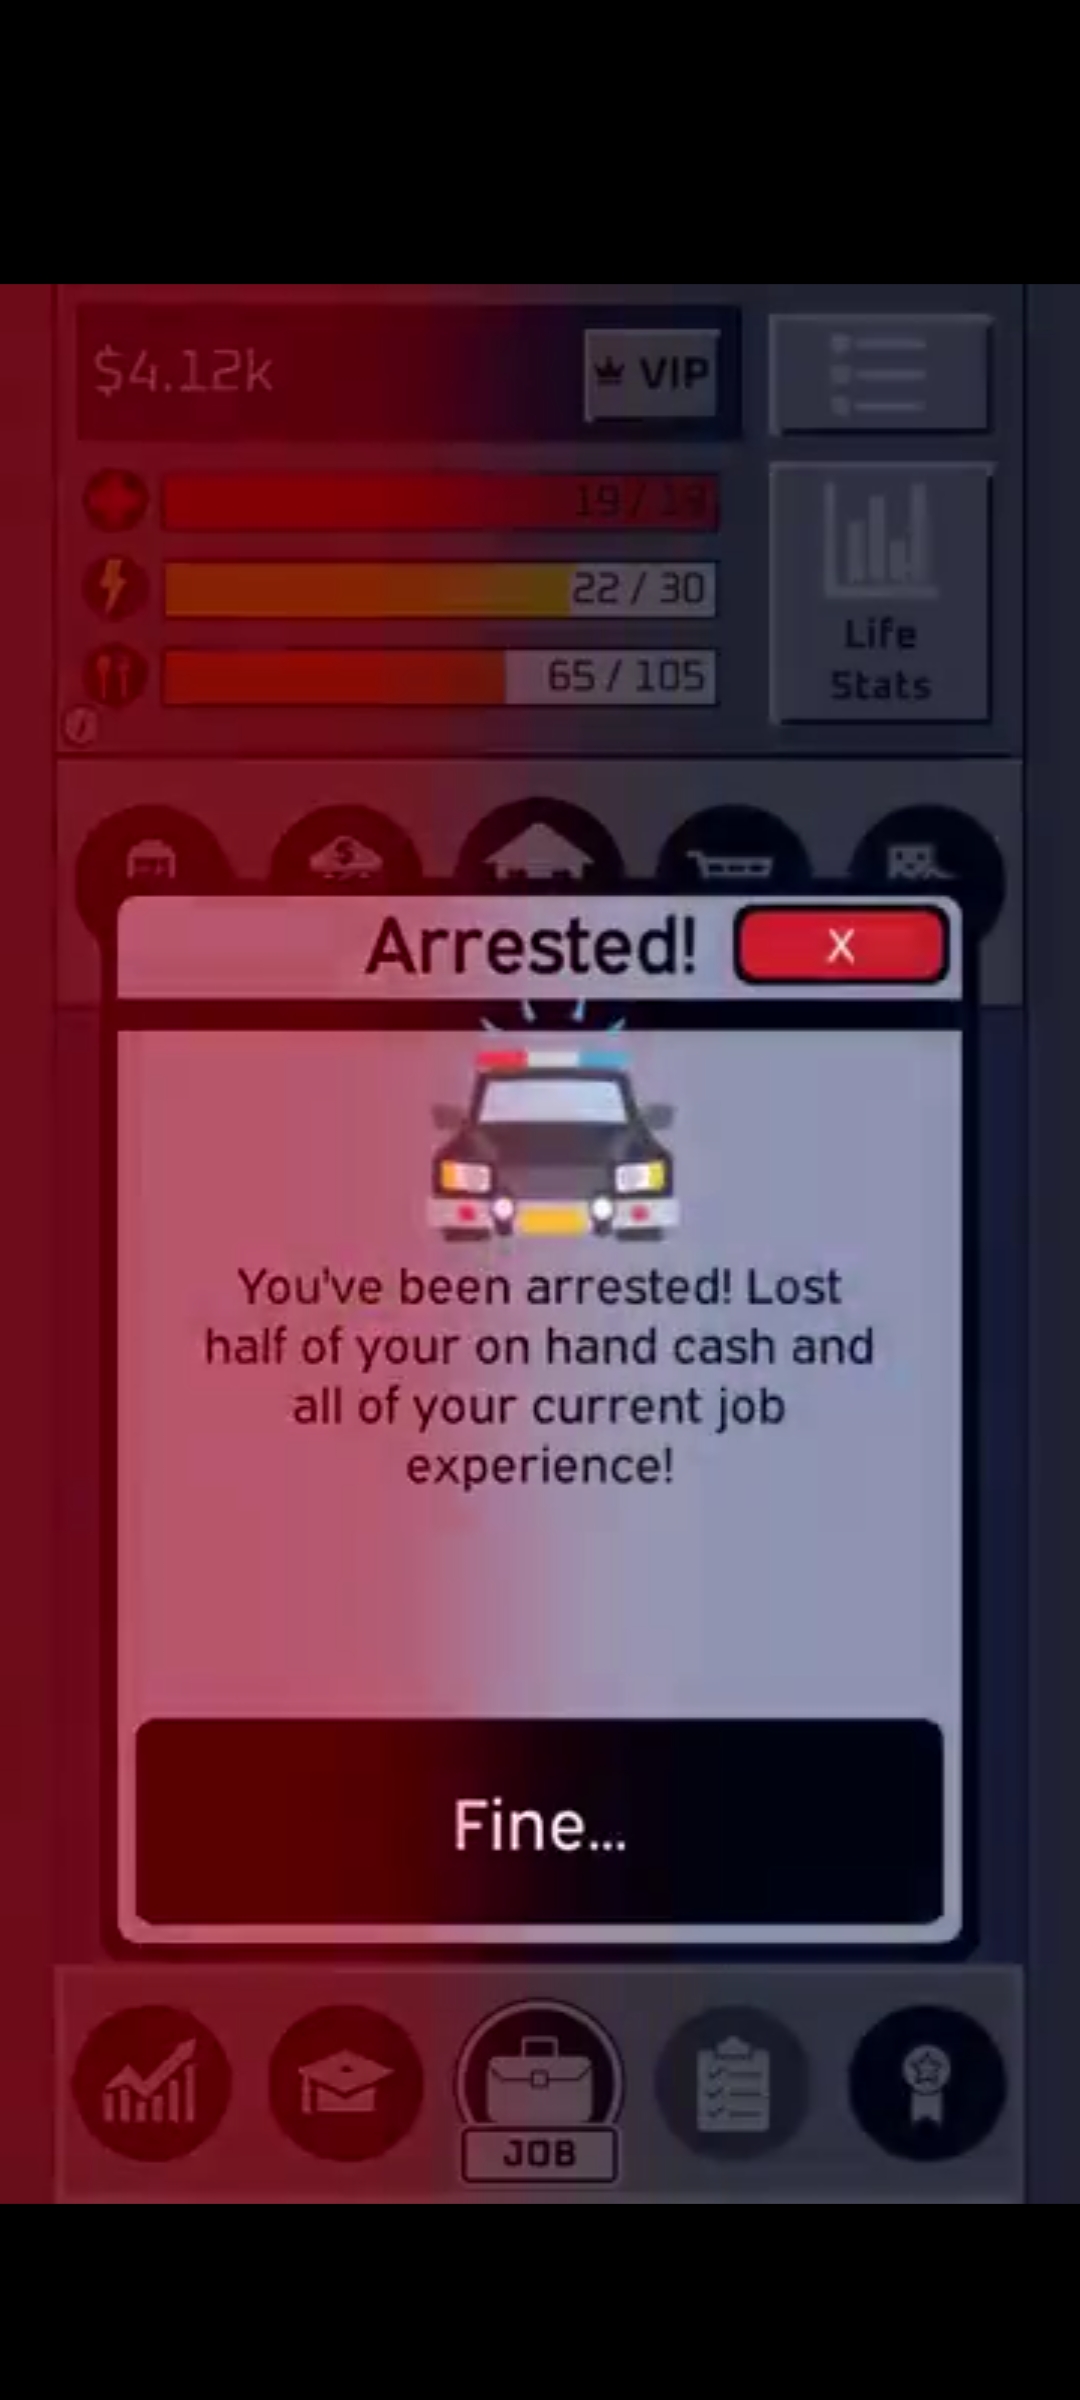 $4.12k
VIP
19 / 19
22 / 30
65 / 105
Life
Stats
Arrested!
X
You've been arrested! Lost
half of your on hand cash and
all of your current job
experience!
Fine...
JOB